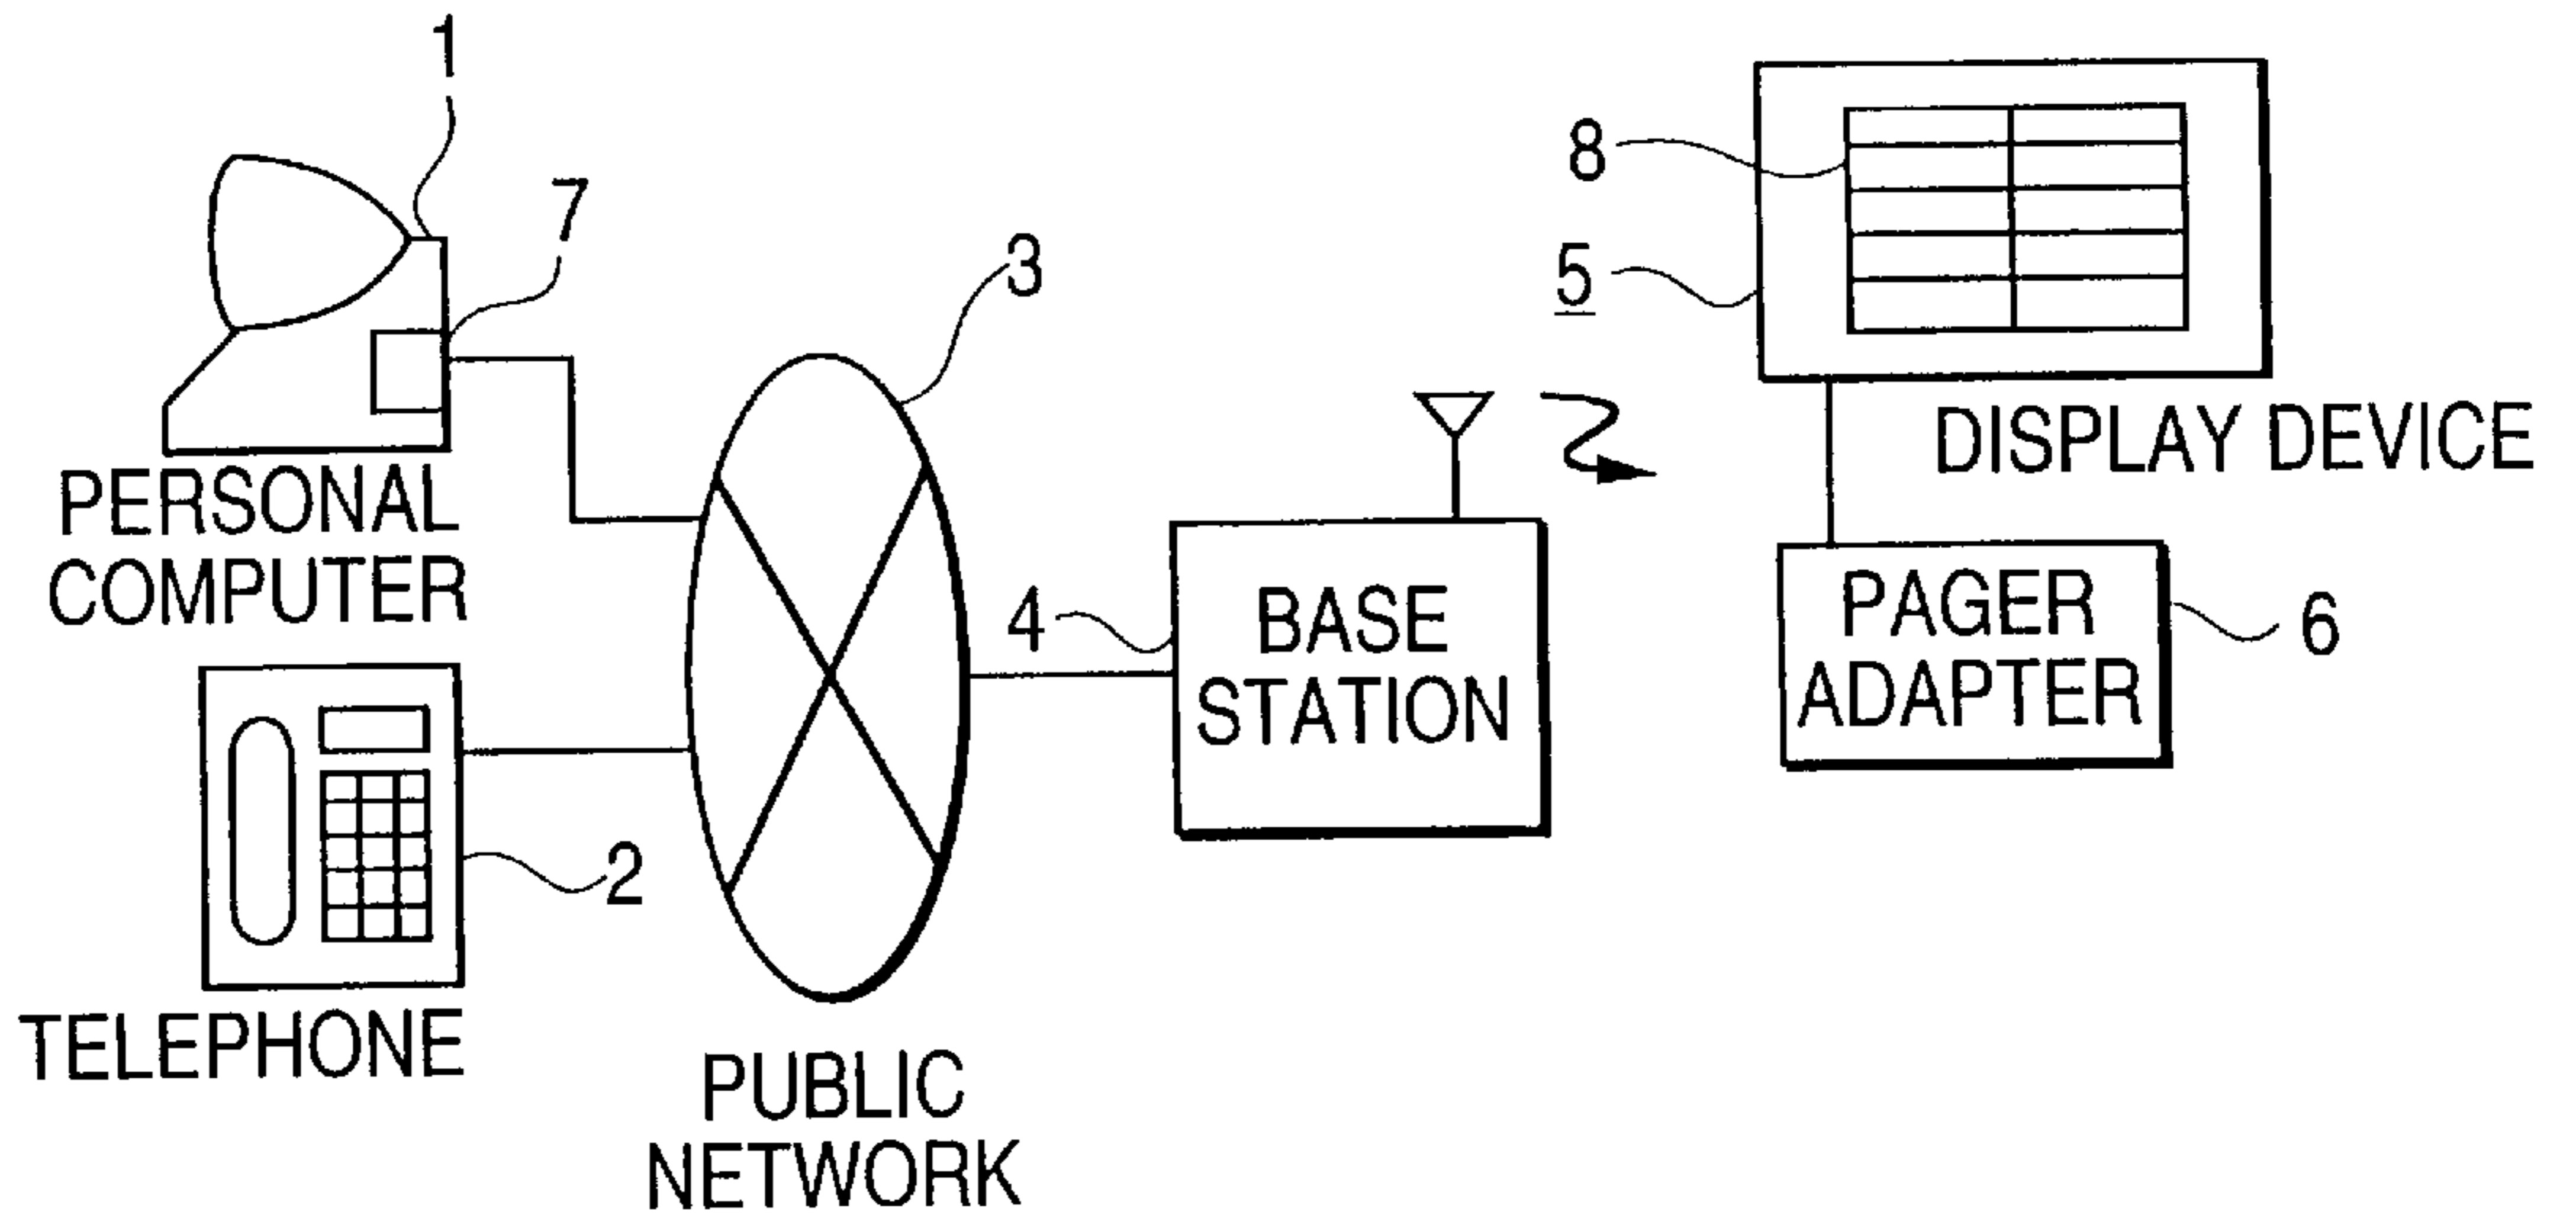 1
7
PERSONAL
COMPUTER
2
TELEPHONE
3
PUBLIC
NETWORK
4
BASE
STATION
8
5
DISPLAY DEVICE
PAGER
ADAPTER
6